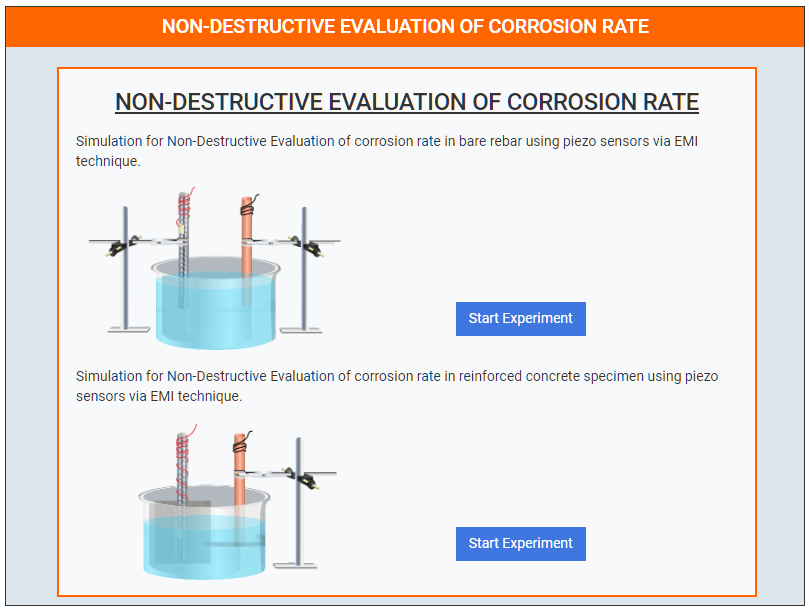 NON-DESTRUCTIVE EVALUATION OF CORROSION RATE
NON-DESTRUCTIVE EVALUATION OF CORROSION RATE
Simulation for Non-Destructive Evaluation of corrosion rate in bare rebar using piezo sensors via EMI
technique.
Start Experiment
Simulation for Non-Destructive Evaluation of corrosion rate in reinforced concrete specimen using piezo
sensors via EMI technique.
Start Experiment